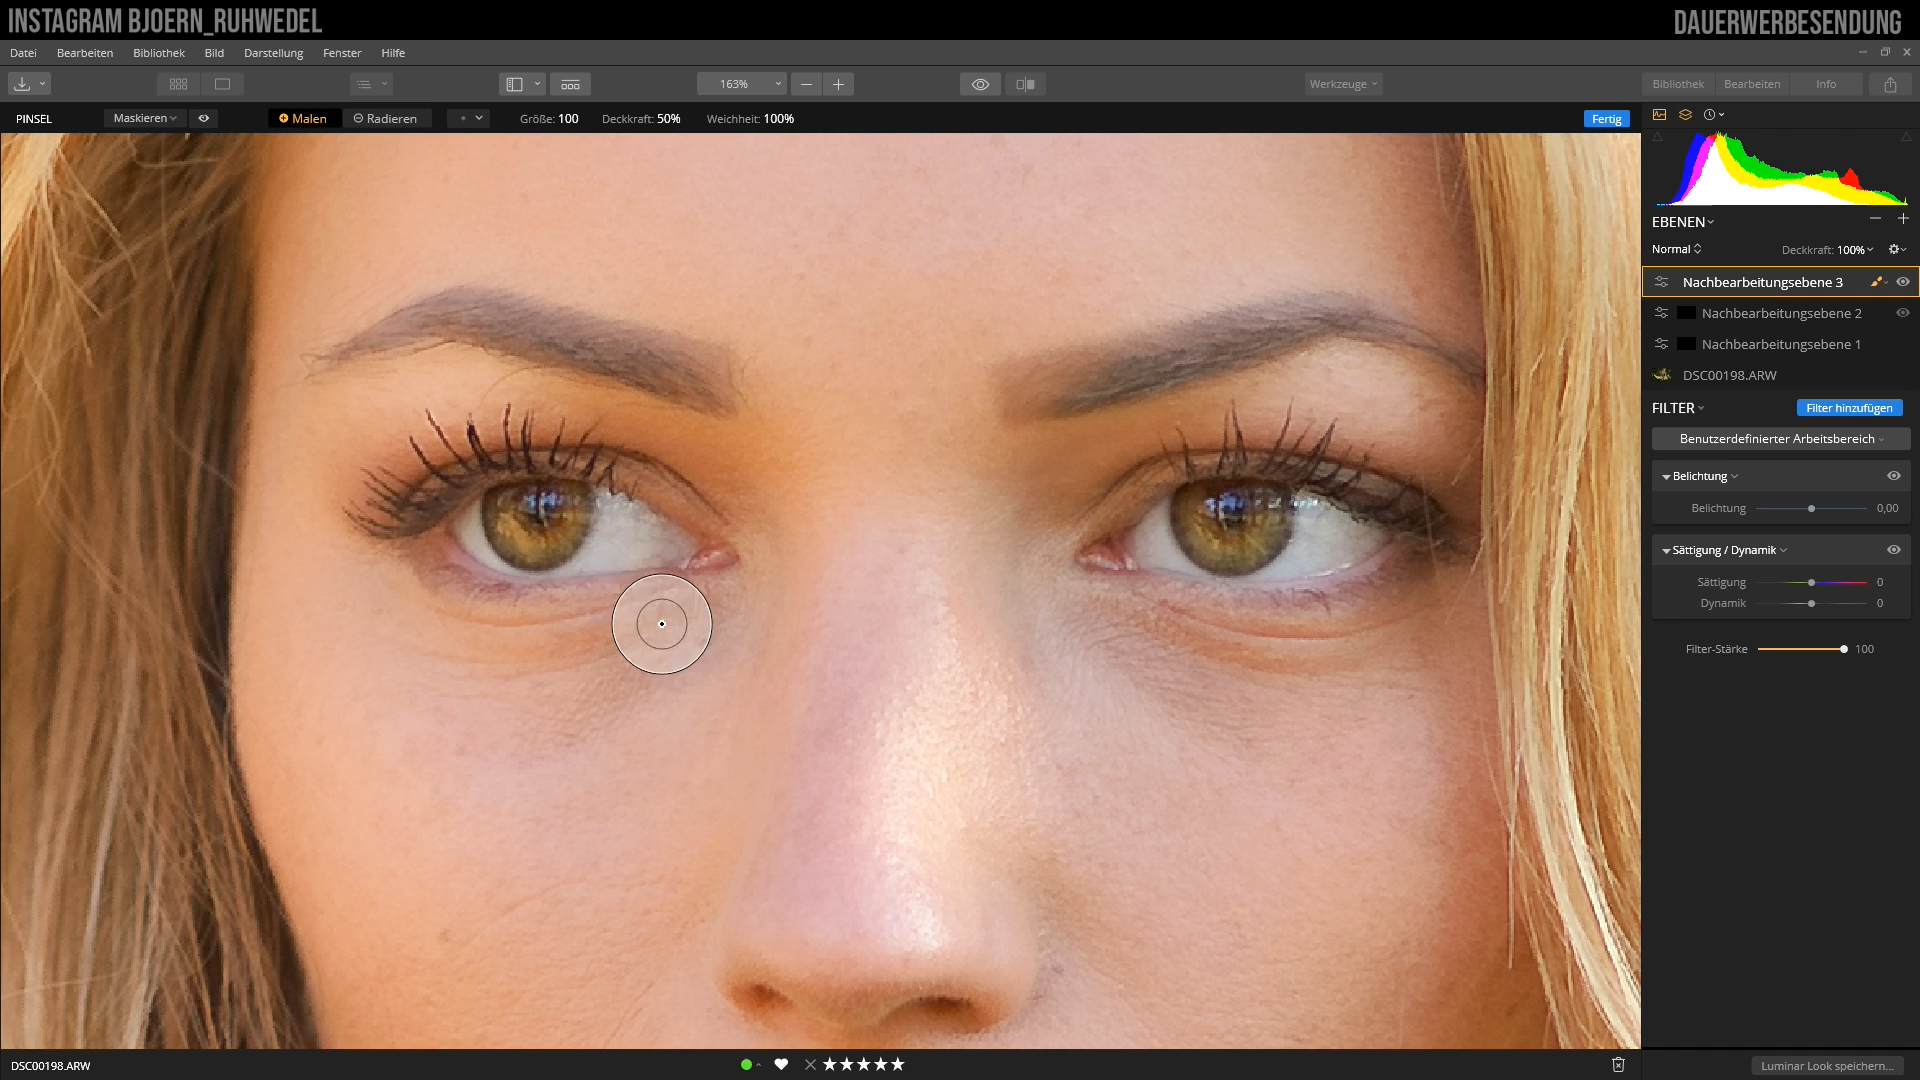 INSTAGRAM BJOERN_RUHWEDEL
DAUERWERBESENDUNG
Datei Bearbeiten Bibliothek Bild Darstellung Fenster Hilfe
163% Werkzeuge Bibliothek Bearbeiten Info
PINSEL Maskieren Malen Radieren Größe: 100 Deckkraft: 50% Weichheit: 100% Fertig
EBENEN
Normal Deckkraft: 100%
Nachbearbeitungsebene 3
Nachbearbeitungsebene 2
Nachbearbeitungsebene 1
DSC00198.ARW
FILTER Filter hinzufügen
Benutzerdefinierter Arbeitsbereich
Belichtung
Belichtung 0,00
Sättigung / Dynamik
Sättigung 0
Dynamik 0
Filter-Stärke 100
DSC00198.ARW
Luminar Look speichern...